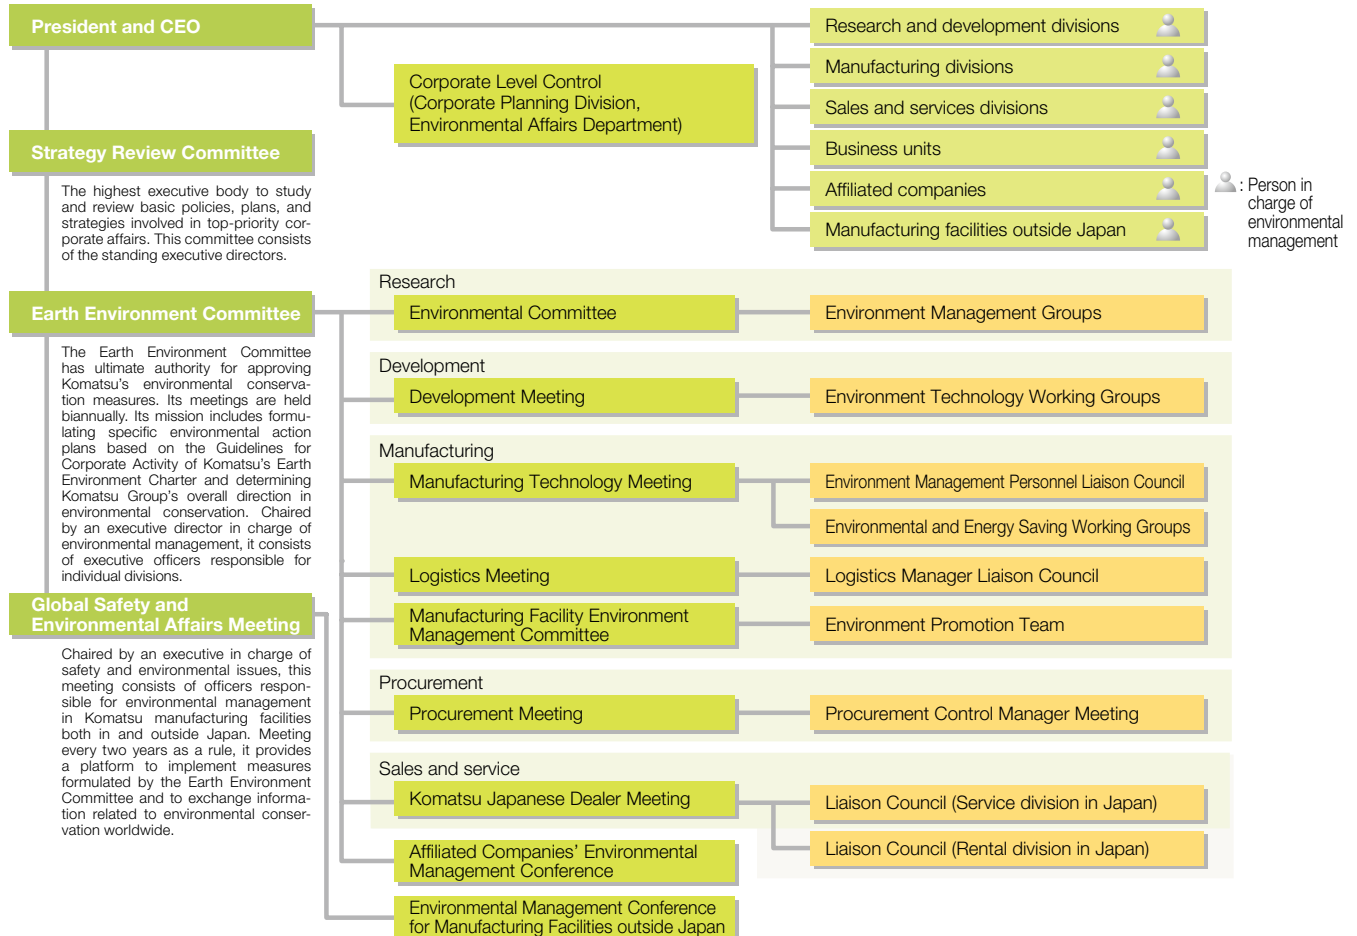 President and CEO
Corporate Level Control
(Corporate Planning Division,
Environmental Affairs Department)
Research and development divisions
Manufacturing divisions
Sales and services divisions
Business units
Affiliated companies
Manufacturing facilities outside Japan
: Person in
charge of
environmental
management
Strategy Review Committee
The highest executive body to study
and review basic policies, plans, and
strategies involved in top-priority cor-
porate affairs. This committee consists
of the standing executive directors.
Earth Environment Committee
The Earth Environment Committee
has ultimate authority for approving
Komatsu's environmental conserva-
tion measures. Its meetings are held
biannually. Its mission includes formu-
lating specific environmental action
plans based on the Guidelines for
Corporate Activity of Komatsu's Earth
Environment Charter and determining
Komatsu Group's overall direction in
environmental conservation. Chaired
by an executive director in charge of
environmental management, it consists
of executive officers responsible for
individual divisions.
Global Safety and
Environmental Affairs Meeting
Chaired by an executive in charge of
safety and environmental issues, this
meeting consists of officers respon-
sible for environmental management
in Komatsu manufacturing facilities
both in and outside Japan. Meeting
every two years as a rule, it provides
a platform to implement measures
formulated by the Earth Environment
Committee and to exchange informa-
tion related to environmental conser-
vation worldwide.
Research
Environmental Committee
Environment Management Groups
Development
Development Meeting
Environment Technology Working Groups
Manufacturing
Manufacturing Technology Meeting
Environment Management Personnel Liaison Council
Environmental and Energy Saving Working Groups
Logistics Meeting
Logistics Manager Liaison Council
Manufacturing Facility Environment
Management Committee
Environment Promotion Team
Procurement
Procurement Meeting
Procurement Control Manager Meeting
Sales and service
Komatsu Japanese Dealer Meeting
Liaison Council (Service division in Japan)
Liaison Council (Rental division in Japan)
Affiliated Companies' Environmental
Management Conference
Environmental Management Conference
for Manufacturing Facilities outside Japan